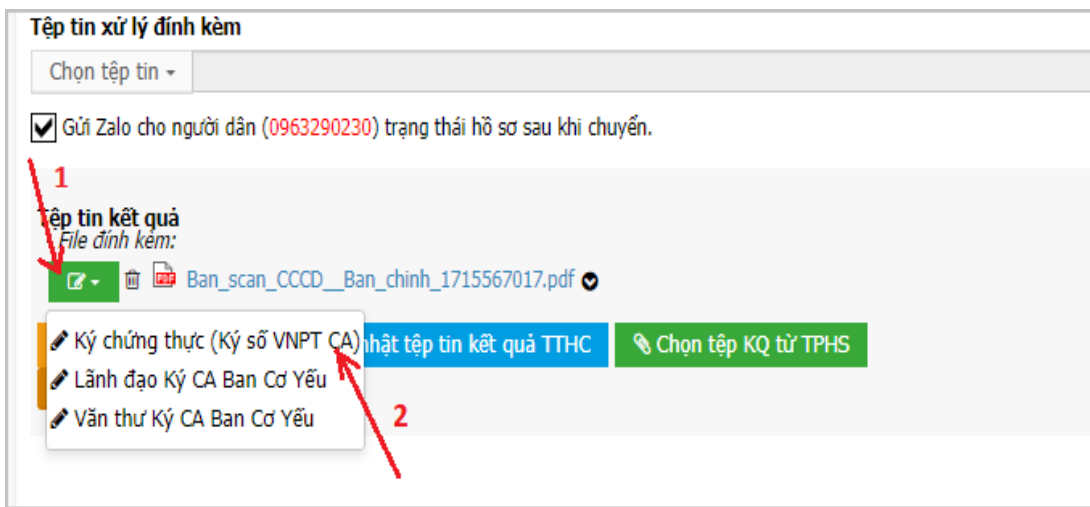 Tệp tin xử lý đính kèm
Chọn tệp tin
Gửi Zalo cho người dân (0963290230) trạng thái hồ sơ sau khi chuyển.
1
Tệp tin kết quả
File đính kèm:
PDF Ban_scan_CCCD__Ban_chinh_1715567017.pdf
Ký chứng thực (Ký số VNPT CA)
nhật tệp tin kết quả TTHC
Chọn tệp KQ từ TPHS
Lãnh đạo Ký CA Ban Cơ Yếu
Văn thư Ký CA Ban Cơ Yếu
2